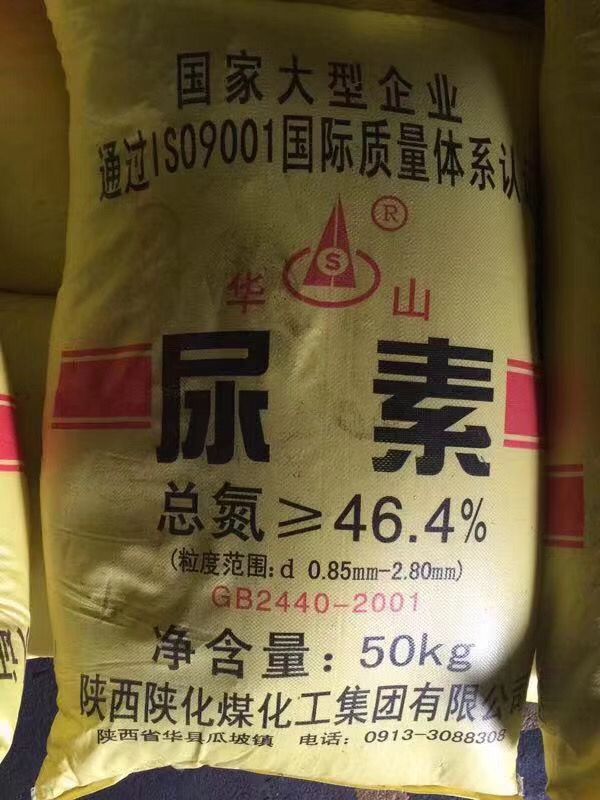 国家大型企业
通过ISO9001国际质量体系认
R
S
华 山
尿 素
总氮≥46.4%
(粒度范围:d 0.85mm-2.80mm)
GB2440-2001
净含量：50kg
陕西陕化煤化工集团有限公司
陕西省华县瓜坡镇 电话：0913-3088308